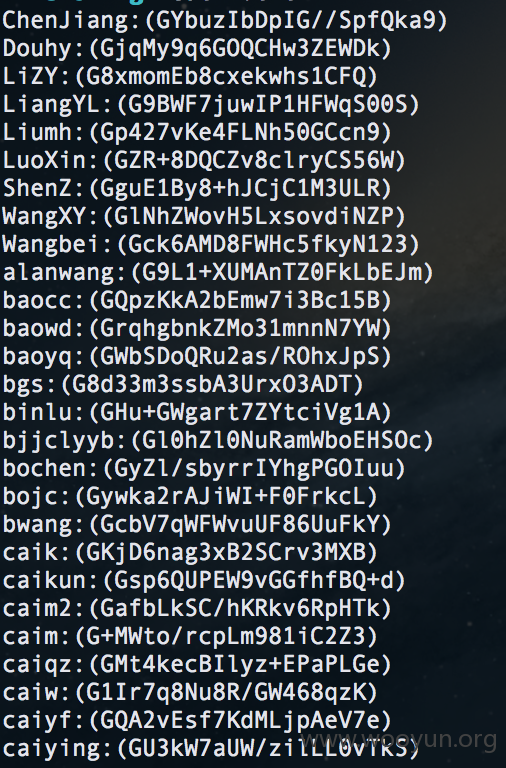 ChenJiang:(GYbuzIbDpIG//SpfQka9)
Douhy:(GjqMy9q6GOQCHw3ZEWDk)
LiZY:(G8xmomEb8cxekwhs1CFQ)
LiangYL:(G9BWF7juwIP1HFWqS00S)
Liumh:(Gp427vKe4FLNh50GCcn9)
LuoXin:(GZR+8DQCZv8clryCS56W)
ShenZ:(GguE1By8+hJCjC1M3ULR)
WangXY:(GlNhZWovH5LxsovdiNZP)
Wangbei:(Gck6AMD8FWHc5fkyN123)
alanwang:(G9L1+XUMAnTZ0FkLbEJm)
baocc:(GQpzKkA2bEmw7i3Bc15B)
baowd:(GrqhgbnkZMo31mnnN7YW)
baoyq:(GWbSDoQRu2as/ROhxJpS)
bgs:(G8d33m3ssbA3UrxO3ADT)
binlu:(GHu+GWgart7ZYtciVg1A)
bjjclyyb:(Gl0hZl0NuRamWboEHSOc)
bochen:(GyZl/sbyrrIYhgPGOIuu)
bojc:(Gywka2rAJiWI+F0FrkcL)
bwang:(GcbV7qWFWvuUF86UuFkY)
caik:(GKjD6nag3xB2SCrv3MXB)
caikun:(Gsp6QUPEW9vGGfhfBQ+d)
caim2:(GafbLkSC/hKRkv6RpHTk)
caim:(G+MWto/rcpLm981iC2Z3)
caiqz:(GMt4kecBIlyz+EPaPLGe)
caiw:(G1Ir7q8Nu8R/GW468qzK)
caiyf:(GQA2vEsf7KdMLjpAeV7e)
caiying:(GU3kW7aUW/zilLL0vTkS)
www.wooyun.org